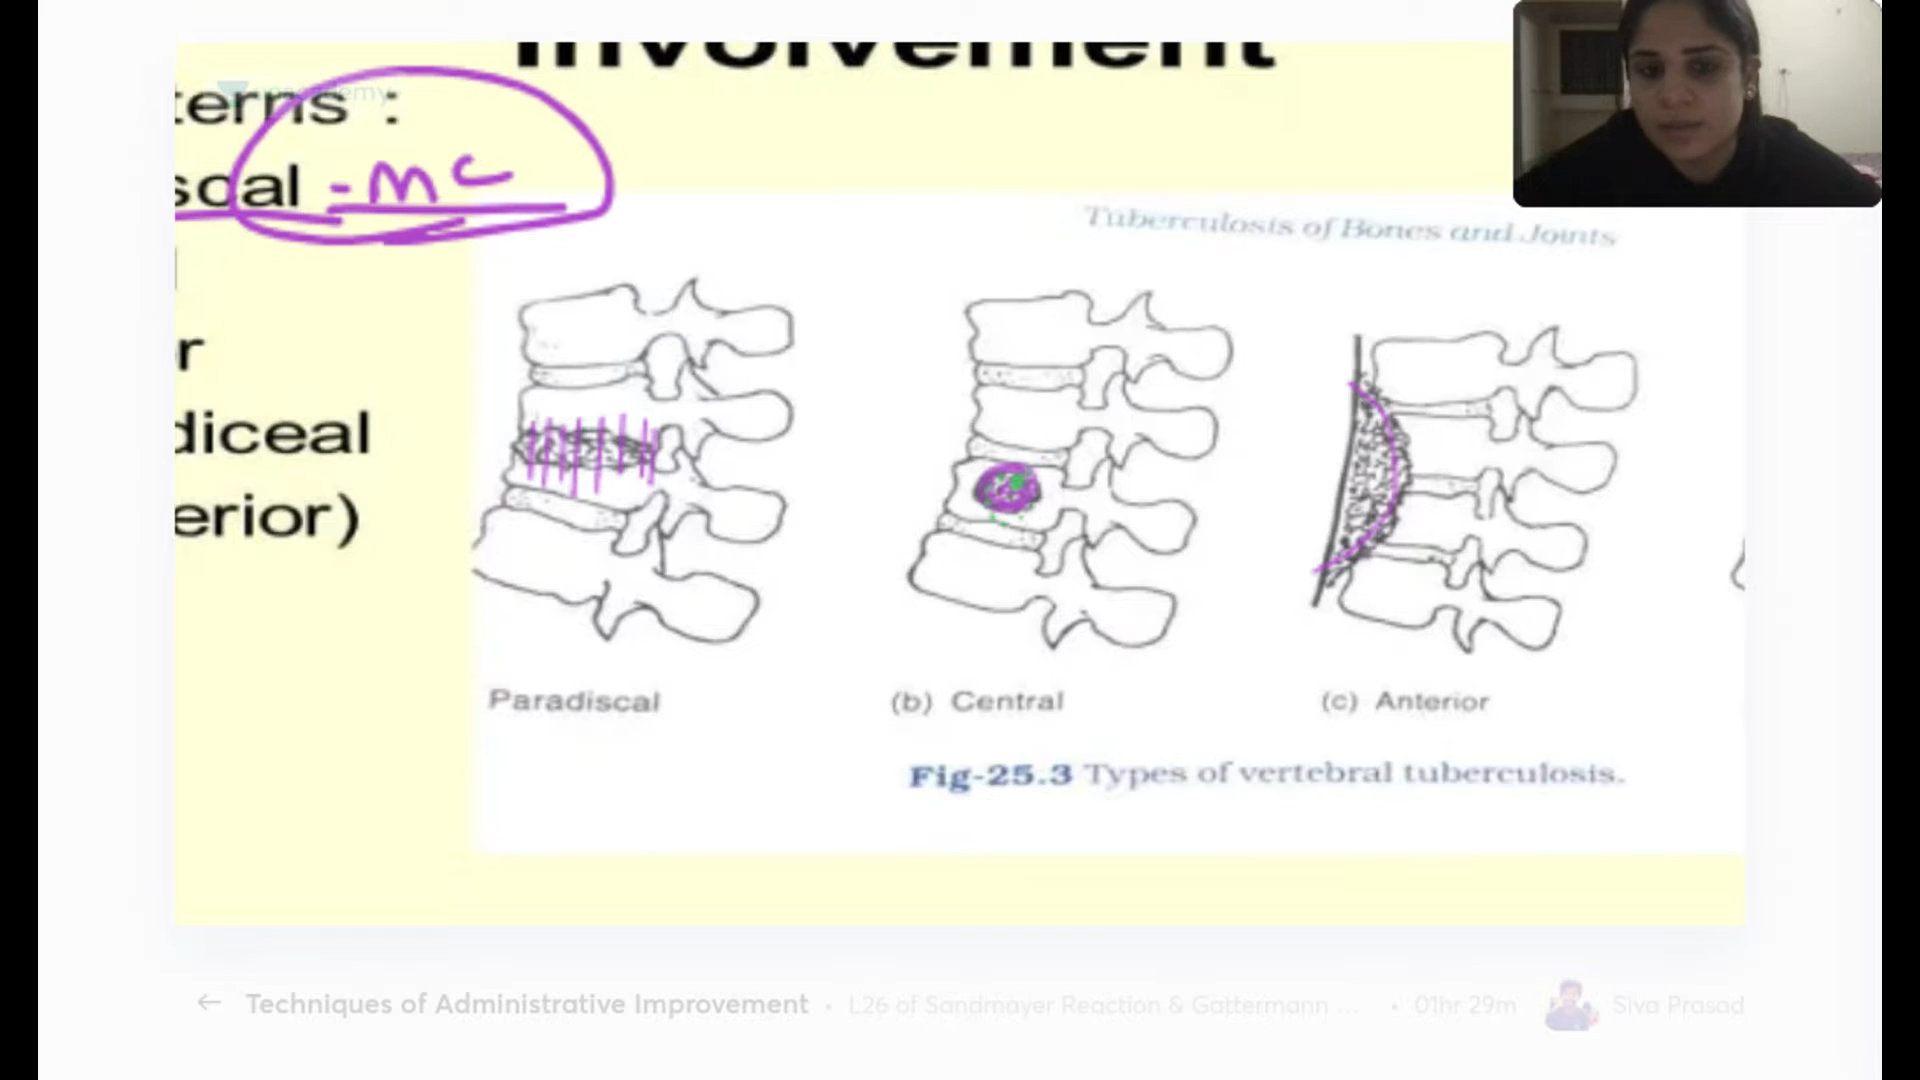 Involvement
terns :
scal - MC
Tuberculosis of Bones and Joints
r
diceal
erior)
Paradiscal
(b) Central
(c) Anterior
Fig-25.3 Types of vertebral tuberculosis.
← Techniques of Administrative Improvement • L26 of Sandmayer Reaction & Gattermann ... • 01hr 29m Siva Prasad